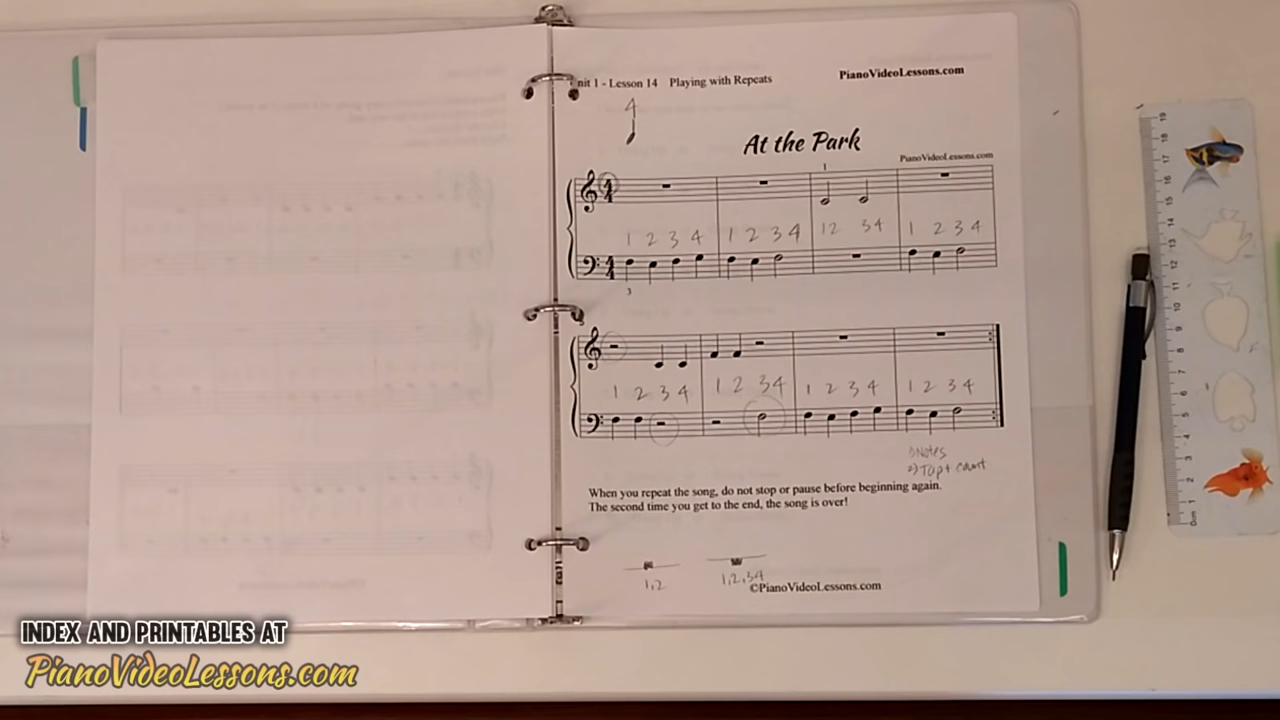 nit 1 - Lesson 14 Playing with Repeats
PianoVideoLessons.com
4
At the Park
PianoVideoLessons.com
1
1 2 3 4 1 2 3 4 12 34 1 2 3 4
3
5
1 2 3 4 1 2 34 1 2 3 4 1 2 3 4
1) Notes
2) Tap + count
When you repeat the song, do not stop or pause before beginning again.
The second time you get to the end, the song is over!
1,2 1,2,34
©PianoVideoLessons.com
INDEX AND PRINTABLES AT
PianoVideoLessons.com